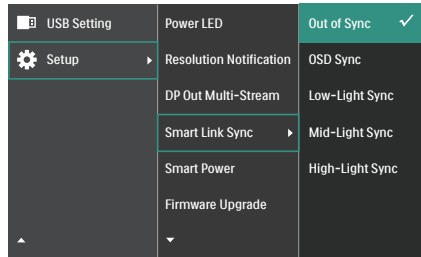 USB Setting
Setup
Power LED
Resolution Notification
DP Out Multi-Stream
Smart Link Sync
Smart Power
Firmware Upgrade
Out of Sync
OSD Sync
Low-Light Sync
Mid-Light Sync
High-Light Sync